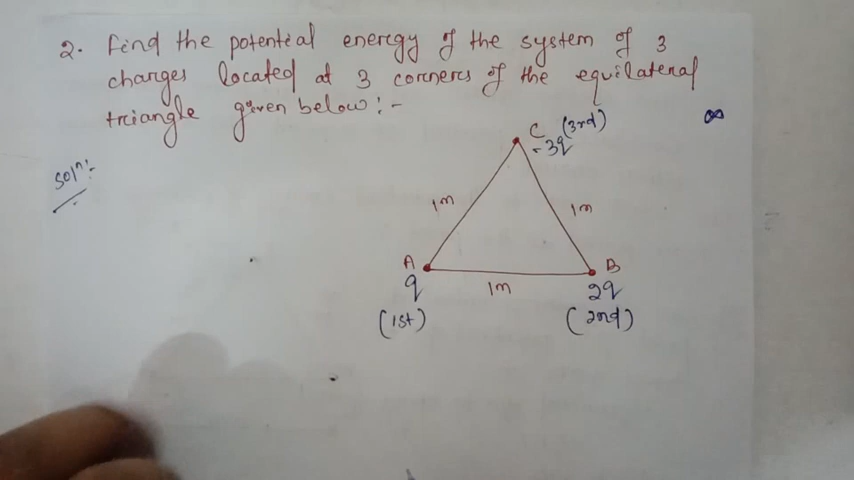 2. Find the potential energy of the system of 3
charges located at 3 corners of the equilateral
triangle given below:-
∞
Soln:-
C (3rd)
-3q
1m
1m
A
B
q
1m
2q
(1st)
(2nd)